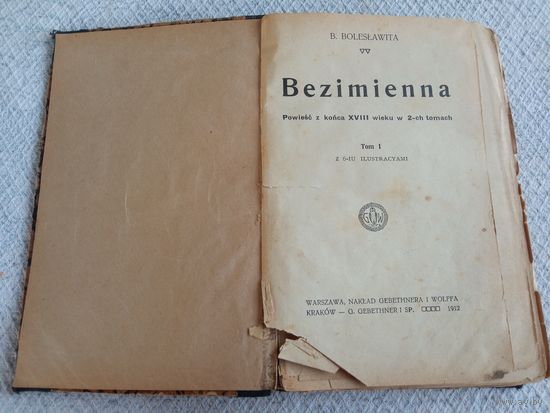 B. BOLESŁAWITA
Bezimienna
Powieść z końca XVIII wieku w 2-ch tomach
Tom I
Z 6-IU ILUSTRACYAMI
G W
WARSZAWA, NAKŁAD GEBETHNERA I WOLFFA
KRAKÓW — G. GEBETHNER I SP. 1912